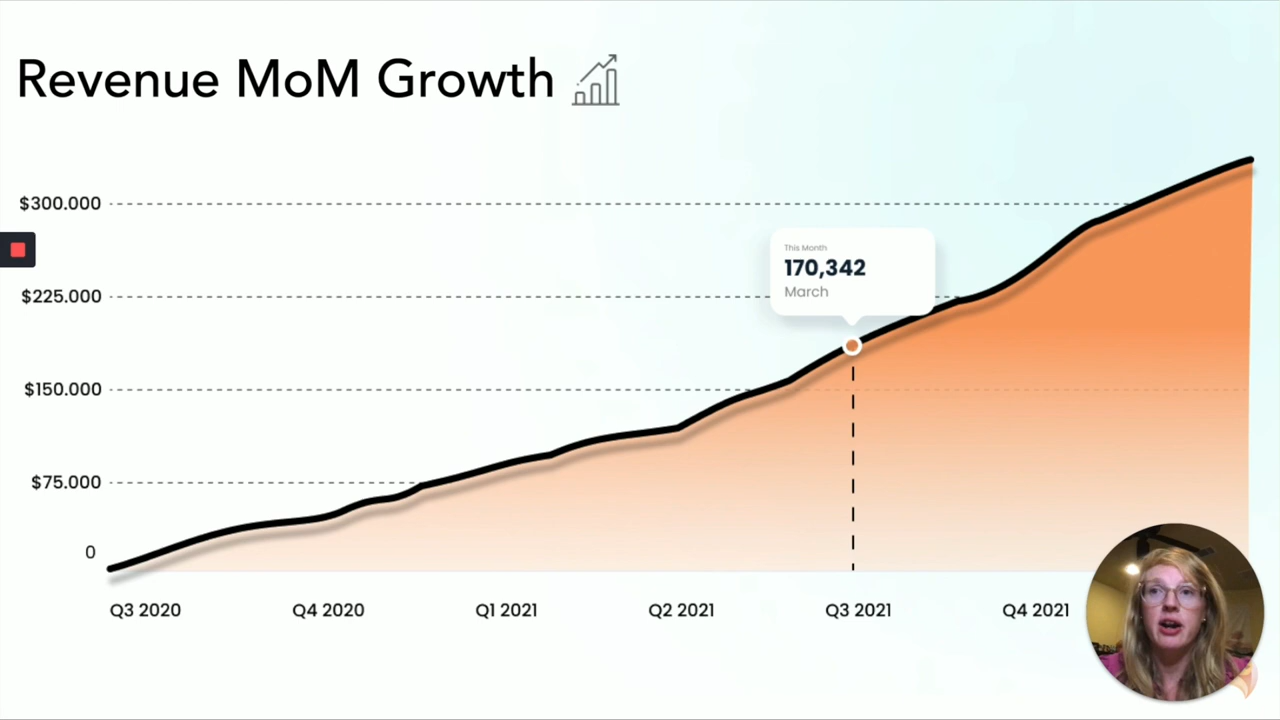 Revenue MoM Growth
$300.000
This Month
170,342
March
$225.000
$150.000
$75.000
0
Q3 2020 Q4 2020 Q1 2021 Q2 2021 Q3 2021 Q4 2021